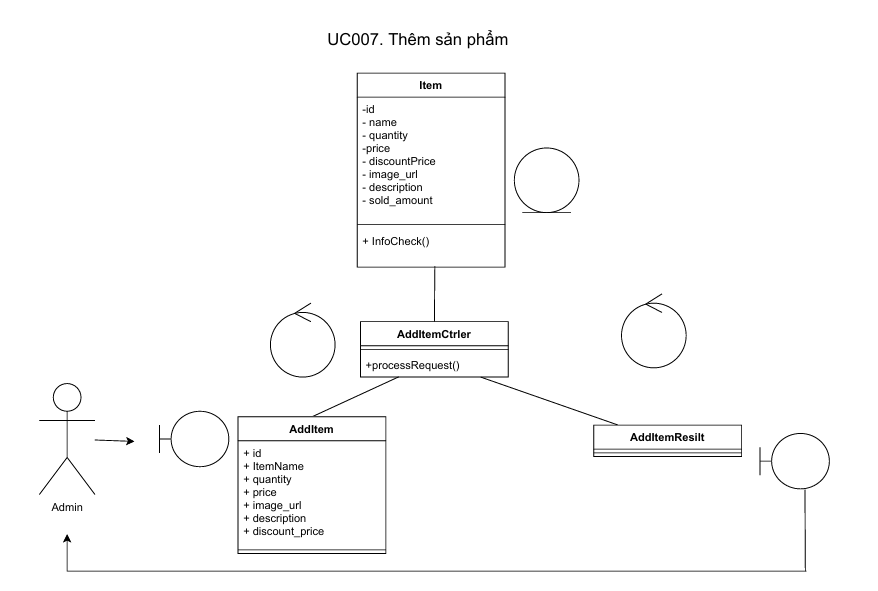 UC007. Thêm sản phẩm
Item
-id
- name
- quantity
-price
- discountPrice
- image_url
- description
- sold_amount
+ InfoCheck()
AddItemCtrler
+processRequest()
AddItem
+ id
+ ItemName
+ quantity
+ price
+ image_url
+ description
+ discount_price
AddItemResilt
Admin